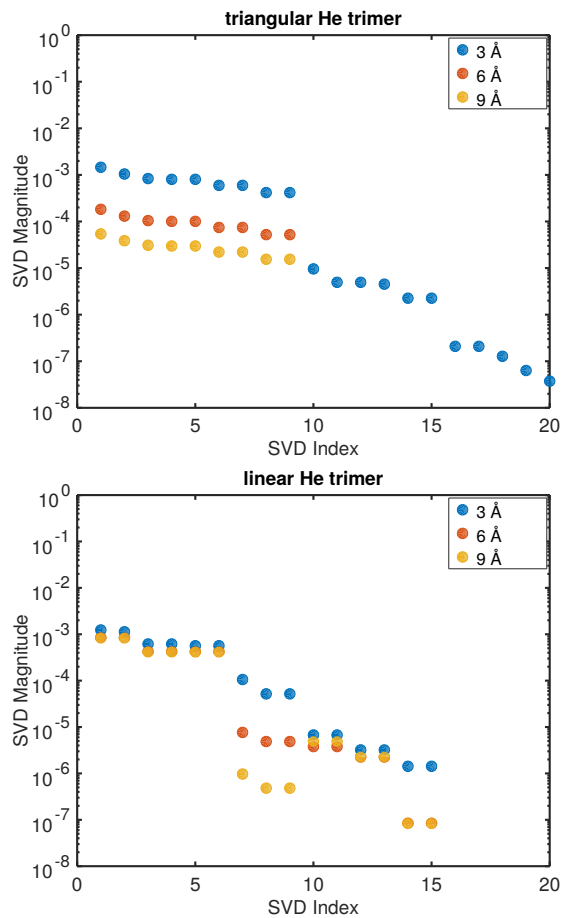 triangular He trimer
10^0
10^-1
10^-2
10^-3
10^-4
10^-5
10^-6
10^-7
10^-8
SVD Magnitude
3 Å
6 Å
9 Å
0 5 10 15 20
SVD Index
linear He trimer
10^0
10^-1
10^-2
10^-3
10^-4
10^-5
10^-6
10^-7
10^-8
SVD Magnitude
3 Å
6 Å
9 Å
0 5 10 15 20
SVD Index